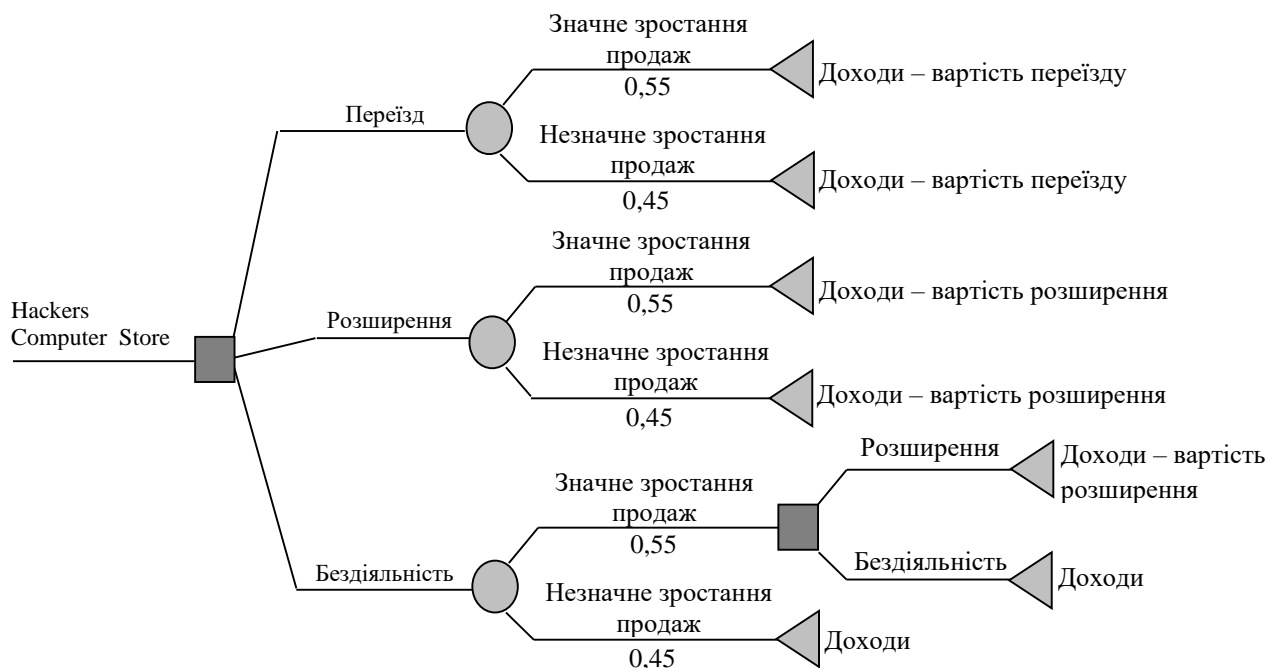 Значне зростання
продаж
0,55
Доходи – вартість переїзду
Переїзд
Незначне зростання
продаж
0,45
Доходи – вартість переїзду
Значне зростання
продаж
0,55
Доходи – вартість розширення
Hackers
Computer Store
Розширення
Незначне зростання
продаж
0,45
Доходи – вартість розширення
Розширення
Доходи – вартість
розширення
Значне зростання
продаж
0,55
Бездіяльність
Доходи
Бездіяльність
Незначне зростання
продаж
0,45
Доходи